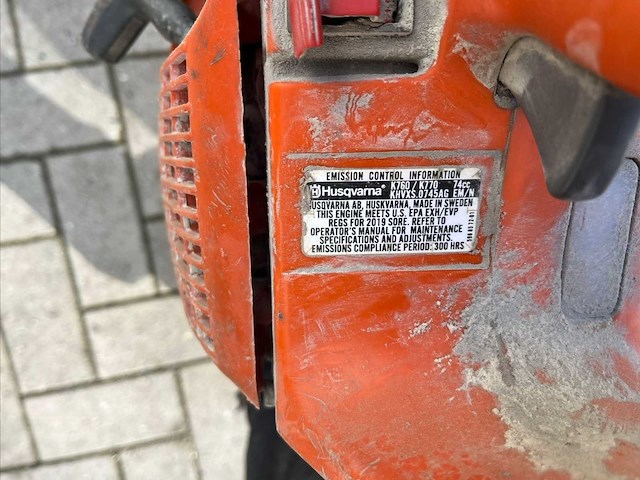 Husqvarna
EMISSION CONTROL INFORMATION
Husqvarna® K760 / K770 74cc
KHVXS.0745AG EM/N
HUSQVARNA AB, HUSKVARNA, MADE IN SWEDEN
THIS ENGINE MEETS U.S. EPA EXH/EVP
REGS FOR 2019 SORE. REFER TO
OPERATOR'S MANUAL FOR MAINTENANCE
SPECIFICATIONS AND ADJUSTMENTS.
EMISSIONS COMPLIANCE PERIOD: 300 HRS